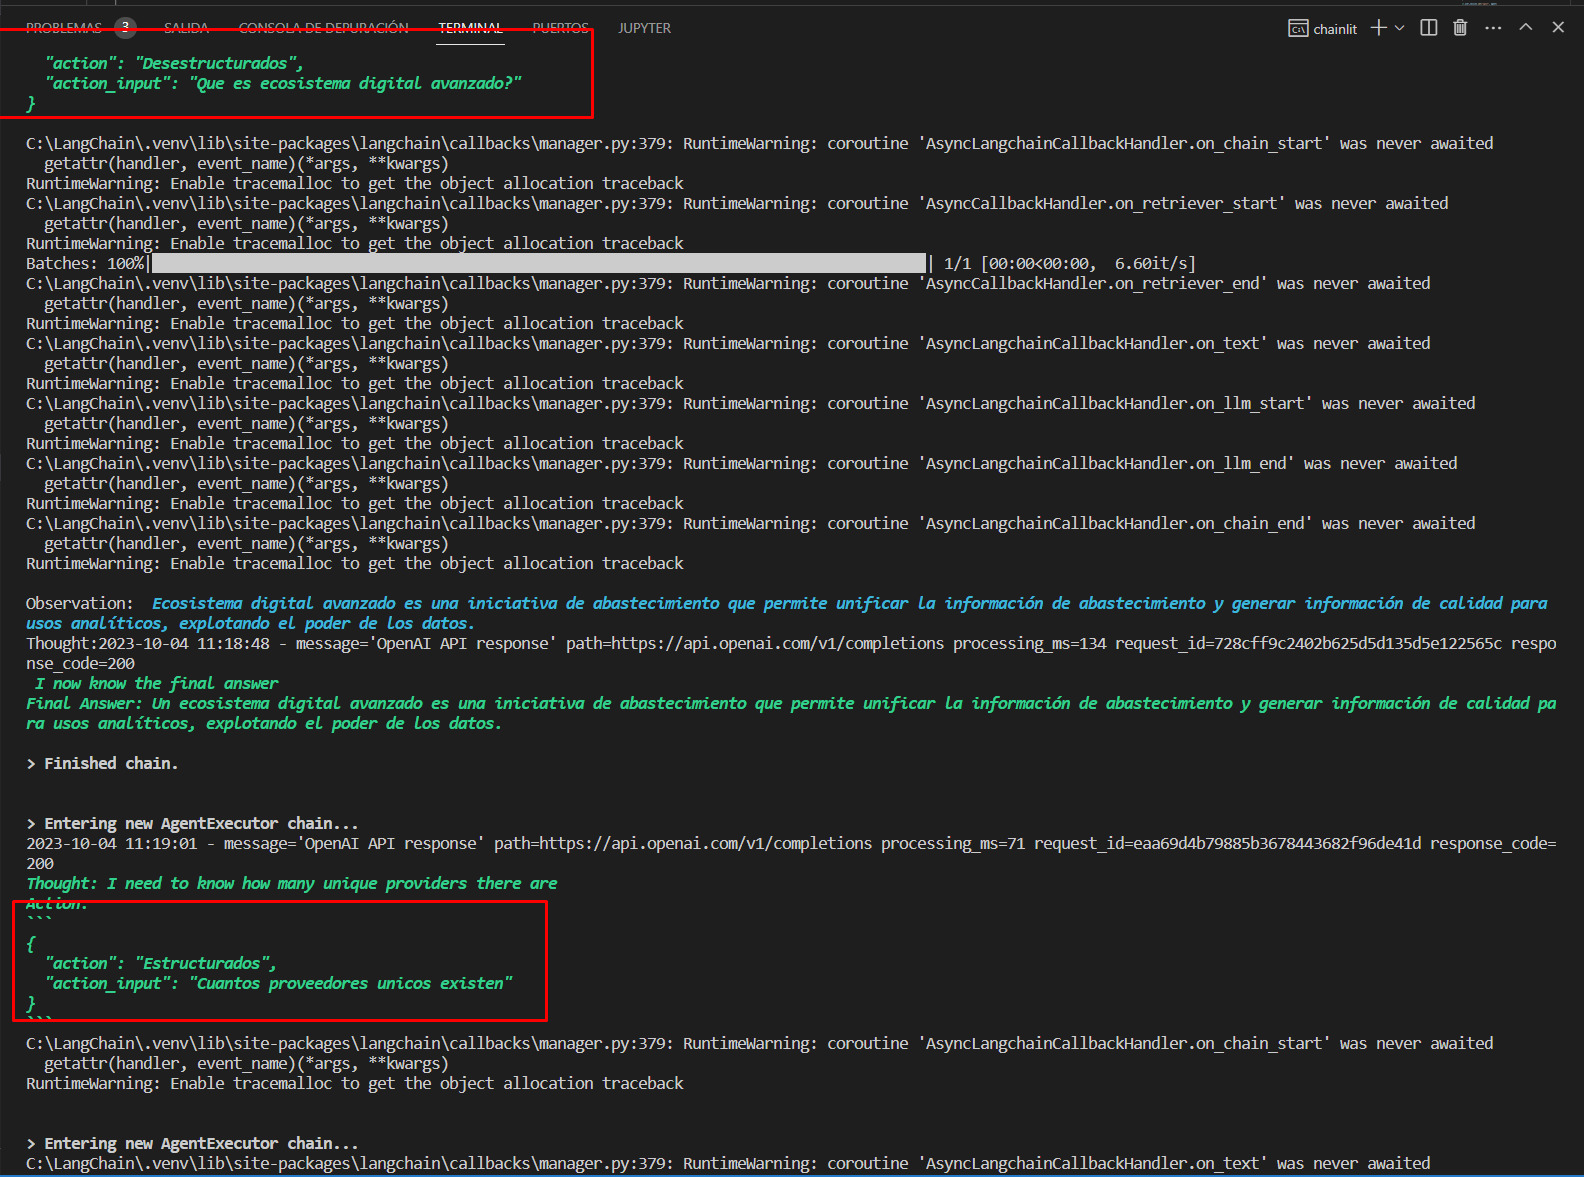 PROBLEMAS 3 SALIDA CONSOLA DE DEPURACIÓN TERMINAL PUERTOS JUPYTER chainlit
"action": "Desestructurados",
"action_input": "Que es ecosistema digital avanzado?"
}
C:\LangChain\.venv\lib\site-packages\langchain\callbacks\manager.py:379: RuntimeWarning: coroutine 'AsyncLangchainCallbackHandler.on_chain_start' was never awaited
getattr(handler, event_name)(*args, **kwargs)
RuntimeWarning: Enable tracemalloc to get the object allocation traceback
C:\LangChain\.venv\lib\site-packages\langchain\callbacks\manager.py:379: RuntimeWarning: coroutine 'AsyncCallbackHandler.on_retriever_start' was never awaited
getattr(handler, event_name)(*args, **kwargs)
RuntimeWarning: Enable tracemalloc to get the object allocation traceback
Batches: 100%| | 1/1 [00:00<00:00, 6.60it/s]
C:\LangChain\.venv\lib\site-packages\langchain\callbacks\manager.py:379: RuntimeWarning: coroutine 'AsyncCallbackHandler.on_retriever_end' was never awaited
getattr(handler, event_name)(*args, **kwargs)
RuntimeWarning: Enable tracemalloc to get the object allocation traceback
C:\LangChain\.venv\lib\site-packages\langchain\callbacks\manager.py:379: RuntimeWarning: coroutine 'AsyncLangchainCallbackHandler.on_text' was never awaited
getattr(handler, event_name)(*args, **kwargs)
RuntimeWarning: Enable tracemalloc to get the object allocation traceback
C:\LangChain\.venv\lib\site-packages\langchain\callbacks\manager.py:379: RuntimeWarning: coroutine 'AsyncLangchainCallbackHandler.on_llm_start' was never awaited
getattr(handler, event_name)(*args, **kwargs)
RuntimeWarning: Enable tracemalloc to get the object allocation traceback
C:\LangChain\.venv\lib\site-packages\langchain\callbacks\manager.py:379: RuntimeWarning: coroutine 'AsyncLangchainCallbackHandler.on_llm_end' was never awaited
getattr(handler, event_name)(*args, **kwargs)
RuntimeWarning: Enable tracemalloc to get the object allocation traceback
C:\LangChain\.venv\lib\site-packages\langchain\callbacks\manager.py:379: RuntimeWarning: coroutine 'AsyncLangchainCallbackHandler.on_chain_end' was never awaited
getattr(handler, event_name)(*args, **kwargs)
RuntimeWarning: Enable tracemalloc to get the object allocation traceback
Observation: Ecosistema digital avanzado es una iniciativa de abastecimiento que permite unificar la información de abastecimiento y generar información de calidad para
usos analíticos, explotando el poder de los datos.
Thought:2023-10-04 11:18:48 - message='OpenAI API response' path=https://api.openai.com/v1/completions processing_ms=134 request_id=728cff9c2402b625d5d135d5e122565c respo
nse_code=200
I now know the final answer
Final Answer: Un ecosistema digital avanzado es una iniciativa de abastecimiento que permite unificar la información de abastecimiento y generar información de calidad pa
ra usos analíticos, explotando el poder de los datos.
> Finished chain.
> Entering new AgentExecutor chain...
2023-10-04 11:19:01 - message='OpenAI API response' path=https://api.openai.com/v1/completions processing_ms=71 request_id=eaa69d4b79885b3678443682f96de41d response_code=
200
Thought: I need to know how many unique providers there are
Action:
```
{
"action": "Estructurados",
"action_input": "Cuantos proveedores unicos existen"
}
```
C:\LangChain\.venv\lib\site-packages\langchain\callbacks\manager.py:379: RuntimeWarning: coroutine 'AsyncLangchainCallbackHandler.on_chain_start' was never awaited
getattr(handler, event_name)(*args, **kwargs)
RuntimeWarning: Enable tracemalloc to get the object allocation traceback
> Entering new AgentExecutor chain...
C:\LangChain\.venv\lib\site-packages\langchain\callbacks\manager.py:379: RuntimeWarning: coroutine 'AsyncLangchainCallbackHandler.on_text' was never awaited